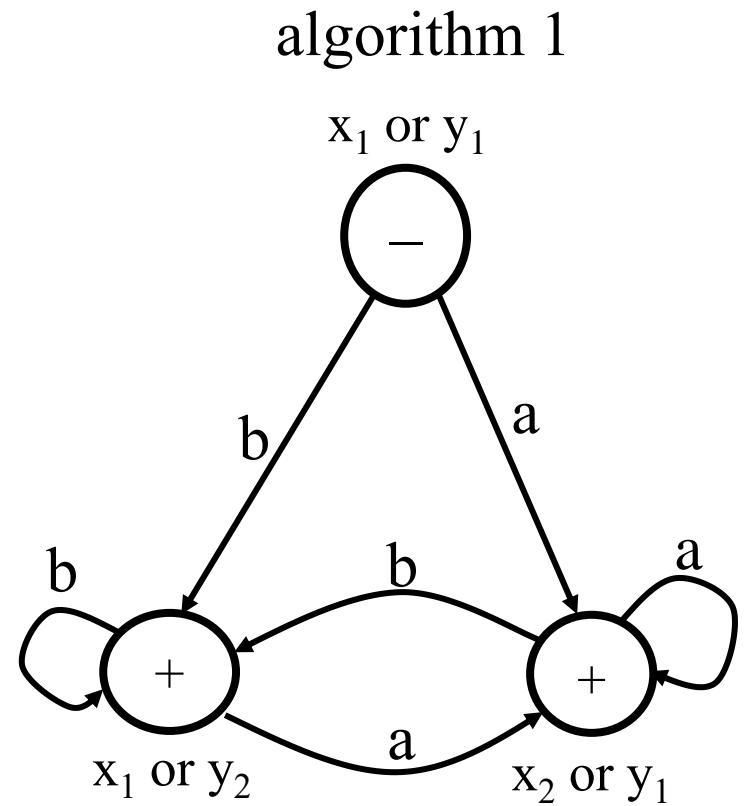 algorithm 1
x₁ or y₁
−
b
a
b
b
a
+
+
a
x₁ or y₂
x₂ or y₁